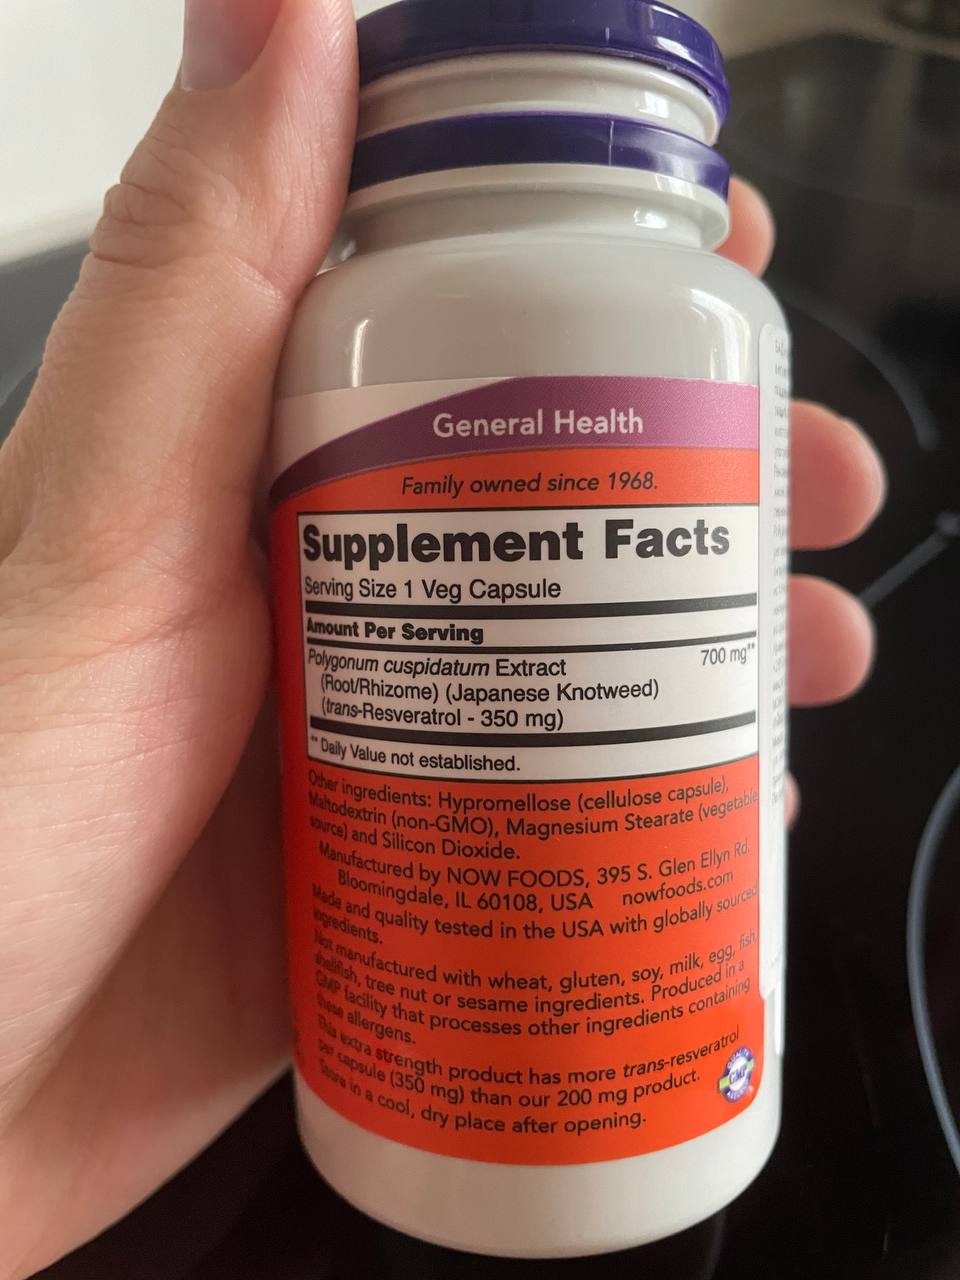 General Health
Family owned since 1968.
Supplement Facts
Serving Size 1 Veg Capsule
Amount Per Serving
Polygonum cuspidatum Extract 700 mg**
(Root/Rhizome) (Japanese Knotweed)
(trans-Resveratrol - 350 mg)
** Daily Value not established.
Other ingredients: Hypromellose (cellulose capsule),
Maltodextrin (non-GMO), Magnesium Stearate (vegetable
source) and Silicon Dioxide.
Manufactured by NOW FOODS, 395 S. Glen Ellyn Rd.
Bloomingdale, IL 60108, USA nowfoods.com
Made and quality tested in the USA with globally sourced
ingredients.
Not manufactured with wheat, gluten, soy, milk, egg, fish,
shellfish, tree nut or sesame ingredients. Produced in a
GMP facility that processes other ingredients containing
these allergens.
This extra strength product has more trans-resveratrol
per capsule (350 mg) than our 200 mg product.
Store in a cool, dry place after opening.
GMP